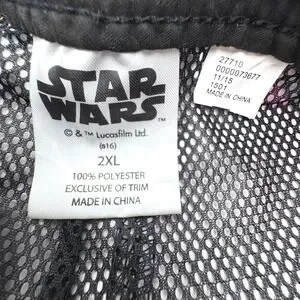 STAR
WARS
© & ™ Lucasfilm Ltd.
(s16)
2XL
100% POLYESTER
EXCLUSIVE OF TRIM
MADE IN CHINA
27710
0000073677
11/15
1501
MADE IN CHINA